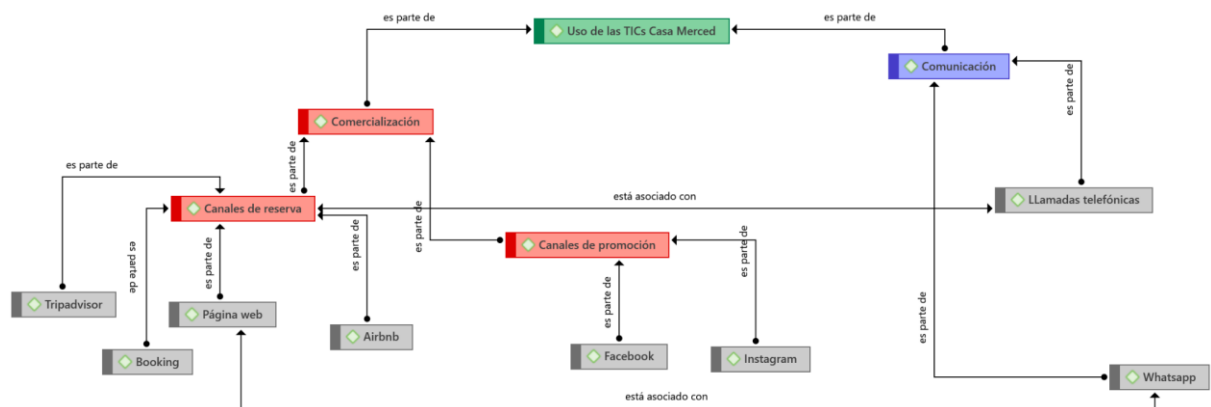 es parte de
Uso de las TICs Casa Merced
es parte de
Comunicación
es parte de
Comercialización
es parte de
es parte de
Canales de reserva
está asociado con
LLamadas telefónicas
es parte de
Canales de promoción
es parte de
es parte de
es parte de
es parte de
es parte de
es parte de
es parte de
Tripadvisor
Página web
Airbnb
Booking
Facebook
Instagram
Whatsapp
está asociado con